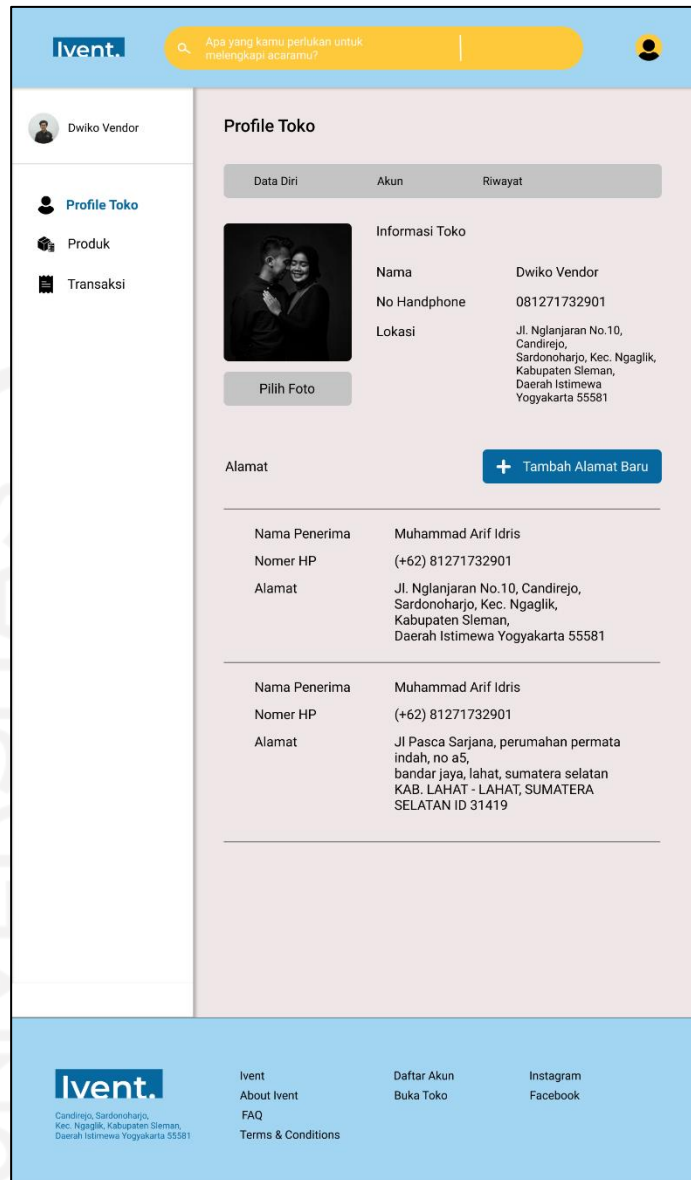 Ivent.
Apa yang kamu perlukan untuk
melengkapi acaramu?
Dwiko Vendor
Profile Toko
Produk
Transaksi
Profile Toko
Data Diri Akun Riwayat
Pilih Foto
Informasi Toko
Nama Dwiko Vendor
No Handphone 081271732901
Lokasi Jl. Nglanjaran No.10,
Candirejo,
Sardonoharjo, Kec. Ngaglik,
Kabupaten Sleman,
Daerah Istimewa
Yogyakarta 55581
Alamat
Tambah Alamat Baru
Nama Penerima Muhammad Arif Idris
Nomer HP (+62) 81271732901
Alamat Jl. Nglanjaran No.10, Candirejo,
Sardonoharjo, Kec. Ngaglik,
Kabupaten Sleman,
Daerah Istimewa Yogyakarta 55581
Nama Penerima Muhammad Arif Idris
Nomer HP (+62) 81271732901
Alamat Jl Pasca Sarjana, perumahan permata
indah, no a5,
bandar jaya, lahat, sumatera selatan
KAB. LAHAT - LAHAT, SUMATERA
SELATAN ID 31419
Ivent.
Candirejo, Sardonoharjo,
Kec. Ngaglik, Kabupaten Sleman,
Daerah Istimewa Yogyakarta 55581
Ivent
About Ivent
FAQ
Terms & Conditions
Daftar Akun
Buka Toko
Instagram
Facebook